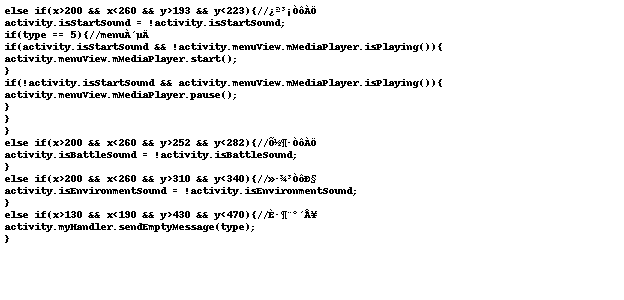 else if(x>200 && x<260 && y>193 && y<223){//¿ª³¡ÒôÀÖ
activity.isStartSound = !activity.isStartSound;
if(type == 5){//menuÀ´µÄ
if(activity.isStartSound && !activity.menuView.mMediaPlayer.isPlaying()){
activity.menuView.mMediaPlayer.start();
}
if(!activity.isStartSound && activity.menuView.mMediaPlayer.isPlaying()){
activity.menuView.mMediaPlayer.pause();
}
}
}
else if(x>200 && x<260 && y>252 && y<282){//Õ½¶·ÒôÀÖ
activity.isBattleSound = !activity.isBattleSound;
}
else if(x>200 && x<260 && y>310 && y<340){//»·¾³ÒôÐ§
activity.isEnvironmentSound = !activity.isEnvironmentSound;
}
else if(x>130 && x<190 && y>430 && y<470){//È·¶¨°´Å¥
activity.myHandler.sendEmptyMessage(type);
}